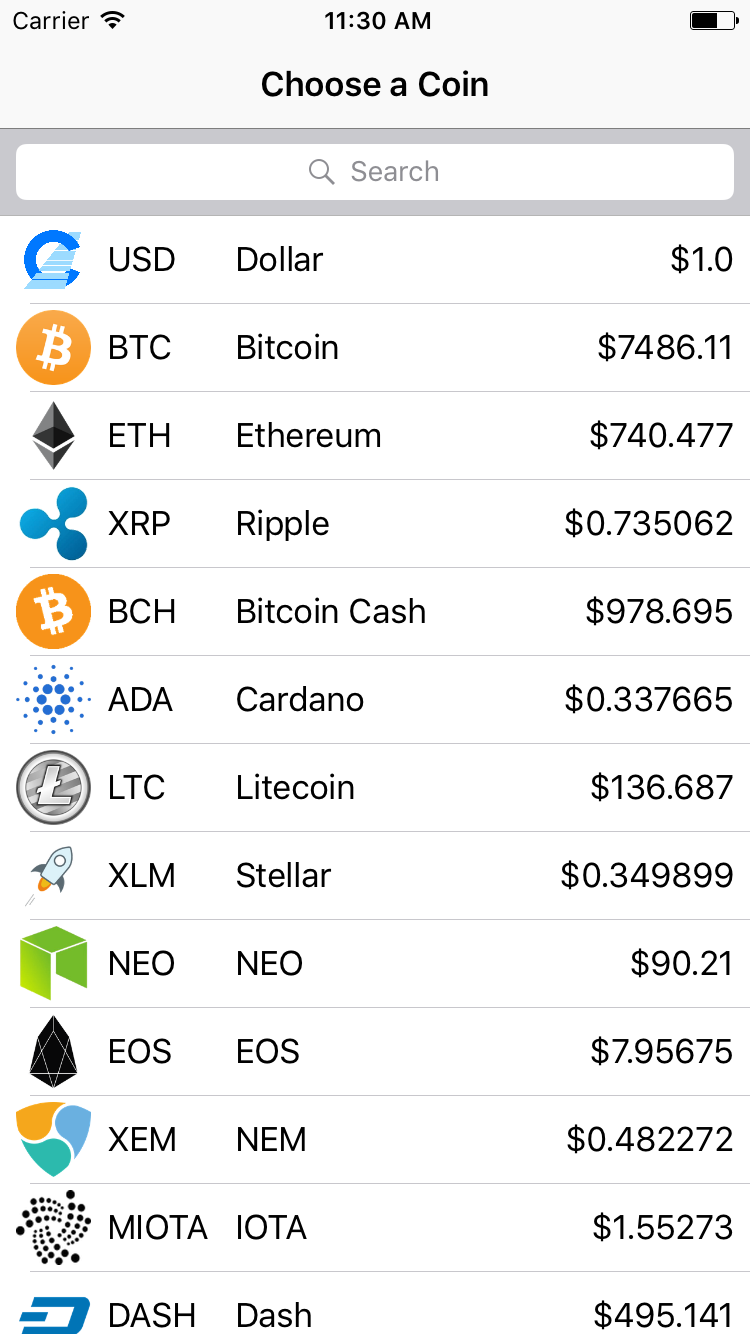 Carrier 11:30 AM
Choose a Coin
Search
USD Dollar $1.0
BTC Bitcoin $7486.11
ETH Ethereum $740.477
XRP Ripple $0.735062
BCH Bitcoin Cash $978.695
ADA Cardano $0.337665
LTC Litecoin $136.687
XLM Stellar $0.349899
NEO NEO $90.21
EOS EOS $7.95675
XEM NEM $0.482272
MIOTA IOTA $1.55273
DASH Dash $495.141